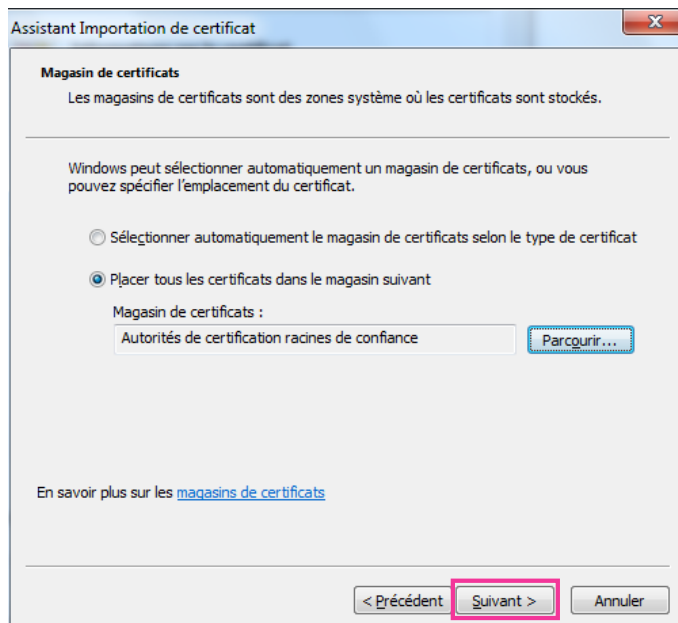 Assistant Importation de certificat
Magasin de certificats
Les magasins de certificats sont des zones système où les certificats sont stockés.
Windows peut sélectionner automatiquement un magasin de certificats, ou vous
pouvez spécifier l'emplacement du certificat.
Sélectionner automatiquement le magasin de certificats selon le type de certificat
Placer tous les certificats dans le magasin suivant
Magasin de certificats :
Autorités de certification racines de confiance
Parcourir...
En savoir plus sur les magasins de certificats
< Précédent
Suivant >
Annuler